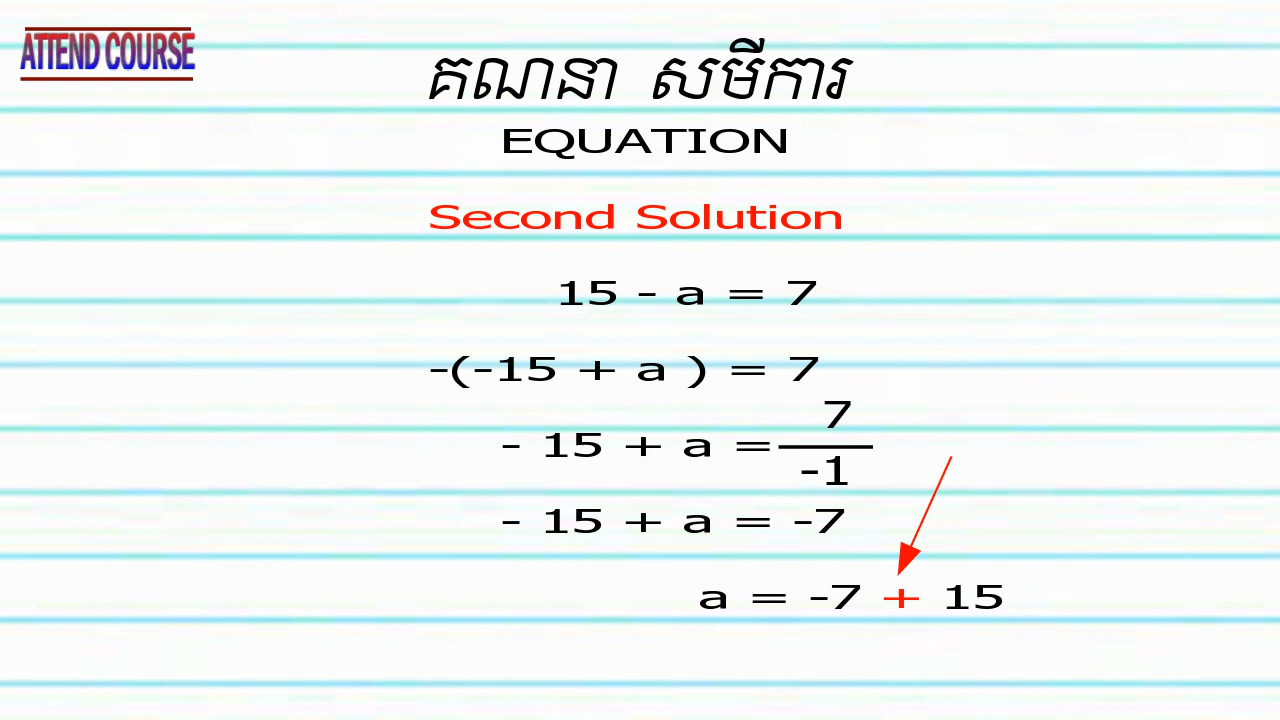 ATTEND COURSE
គណនា សមីការ
EQUATION
Second Solution
15 - a = 7
-(-15 + a ) = 7
- 15 + a = 7/-1
- 15 + a = -7
a = -7 + 15